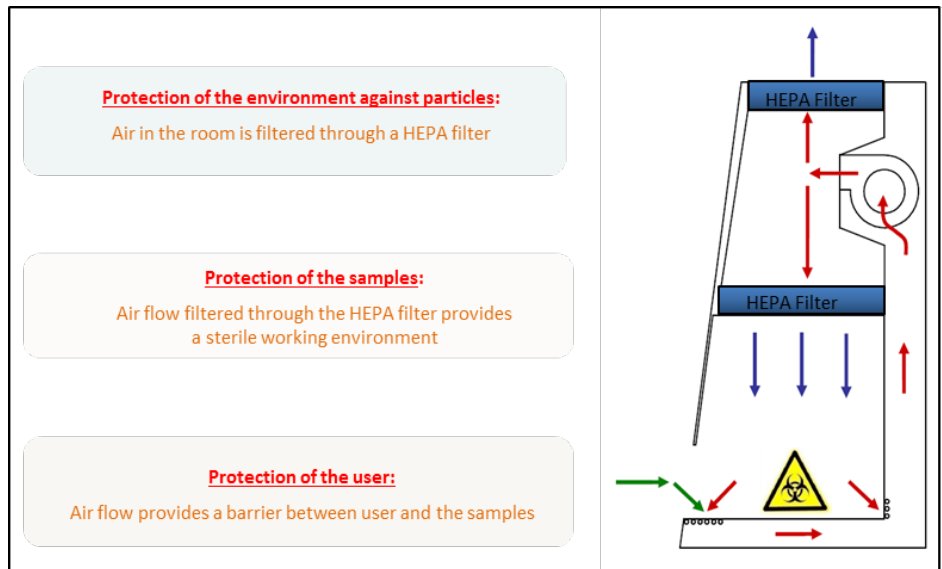 Protection of the environment against particles:
Air in the room is filtered through a HEPA filter
Protection of the samples:
Air flow filtered through the HEPA filter provides
a sterile working environment
Protection of the user:
Air flow provides a barrier between user and the samples
HEPA Filter
HEPA Filter